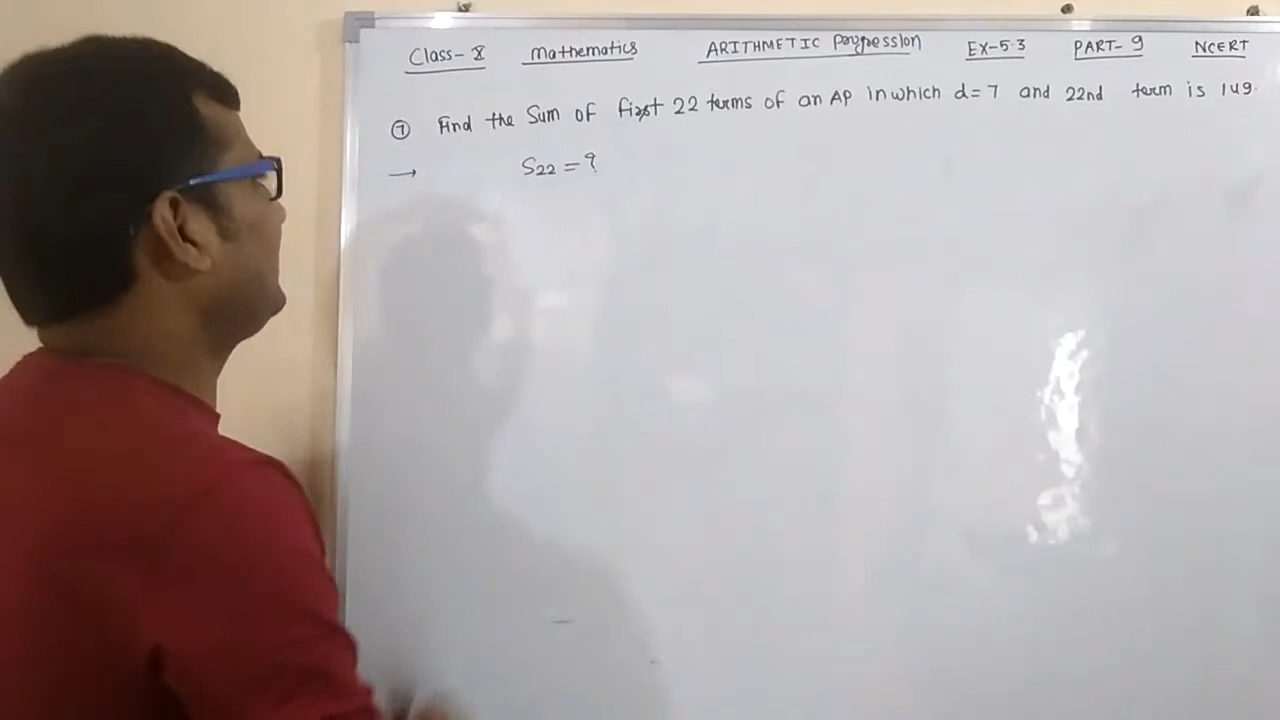 Class- X Mathematics ARITHMETIC Progression EX-5.3 PART-9 NCERT
⑦ Find the Sum of first 22 terms of an AP in which d=7 and 22nd term is 149.
→ S22 = ?